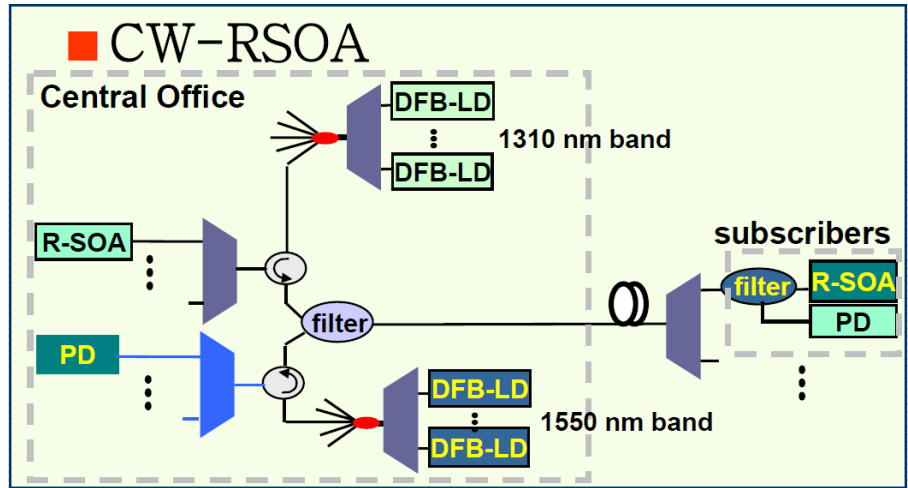 CW-RSOA
Central Office
DFB-LD
1310 nm band
DFB-LD
R-SOA
subscribers
filter
R-SOA
PD
filter
PD
DFB-LD
1550 nm band
DFB-LD